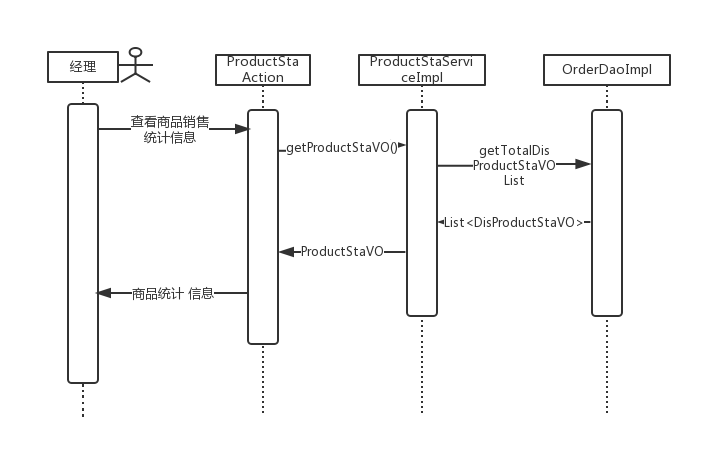 经理
ProductSta
Action
ProductStaServi
ceImpl
OrderDaoImpl
查看商品销售
统计信息
getProductStaVO()
getTotalDis
ProductStaVO
List
List<DisProductStaVO>
ProductStaVO
商品统计 信息